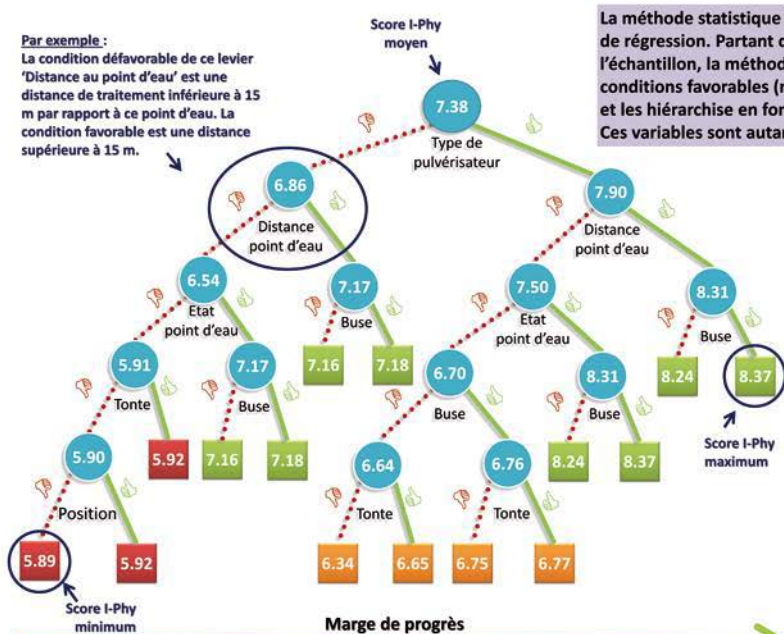 Par exemple :
La condition défavorable de ce levier
‘Distance au point d'eau’ est une
distance de traitement inférieure à 15
m par rapport à ce point d'eau. La
condition favorable est une distance
supérieure à 15 m.
Score I-Phy
moyen
La méthode statistique
de régression. Partant d
l'échantillon, la méthod
conditions favorables (r
et les hiérarchise en for
Ces variables sont autar
7.38
Type de
pulvérisateur
6.86
Distance
point d'eau
7.90
Distance
point d'eau
6.54
Etat
point d'eau
7.17
Buse
7.50
Etat
point d'eau
8.31
Buse
5.91
Tonte
7.17
Buse
7.16
7.18
6.70
Buse
8.31
Buse
8.24
8.37
Score I-Phy
maximum
5.90
Position
5.92
7.16
7.18
6.64
Tonte
6.76
Tonte
8.24
8.37
5.89
5.92
6.34
6.65
6.75
6.77
Score I-Phy
minimum
Marge de progrès